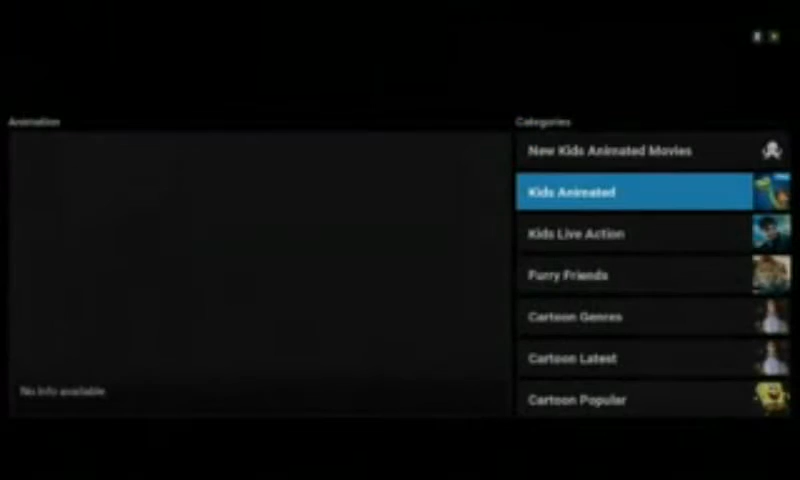 Animation
Categories
New Kids Animated Movies
Kids Animated
Kids Live Action
Furry Friends
Cartoon Genres
Cartoon Latest
Cartoon Popular
No info available